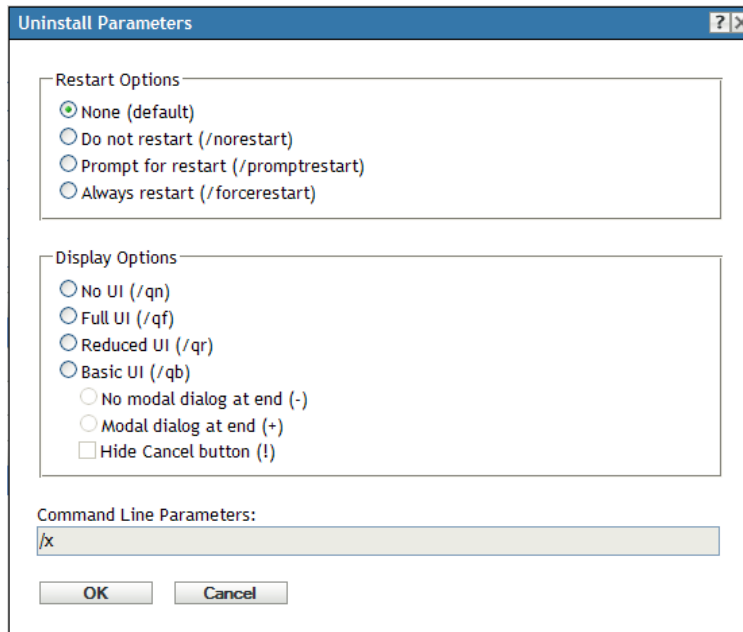 Uninstall Parameters
Restart Options
None (default)
Do not restart (/norestart)
Prompt for restart (/promptrestart)
Always restart (/forcerestart)
Display Options
No UI (/qn)
Full UI (/qf)
Reduced UI (/qr)
Basic UI (/qb)
No modal dialog at end (-)
Modal dialog at end (+)
Hide Cancel button (!)
Command Line Parameters:
/x
OK Cancel